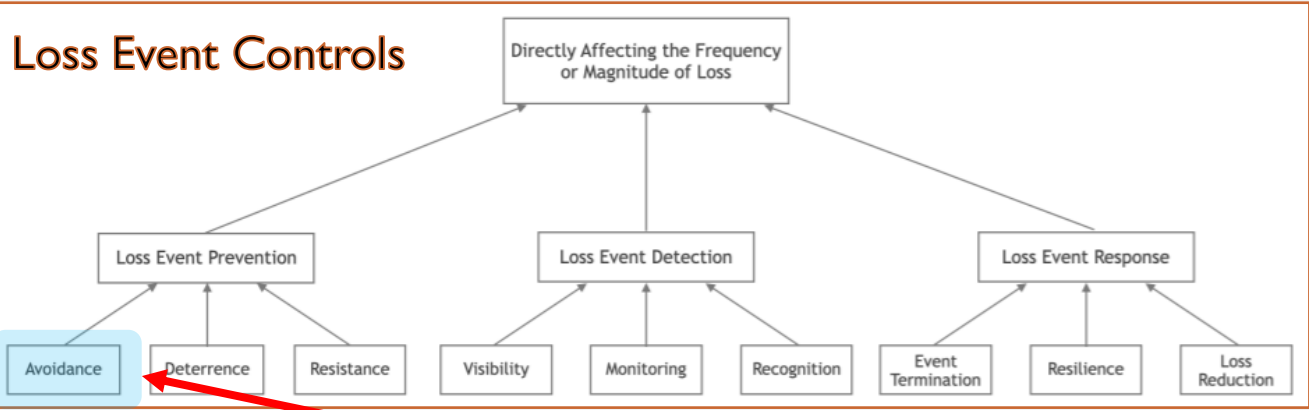 Loss Event Controls
Directly Affecting the Frequency
or Magnitude of Loss
Loss Event Prevention
Loss Event Detection
Loss Event Response
Avoidance
Deterrence
Resistance
Visibility
Monitoring
Recognition
Event
Termination
Resilience
Loss
Reduction